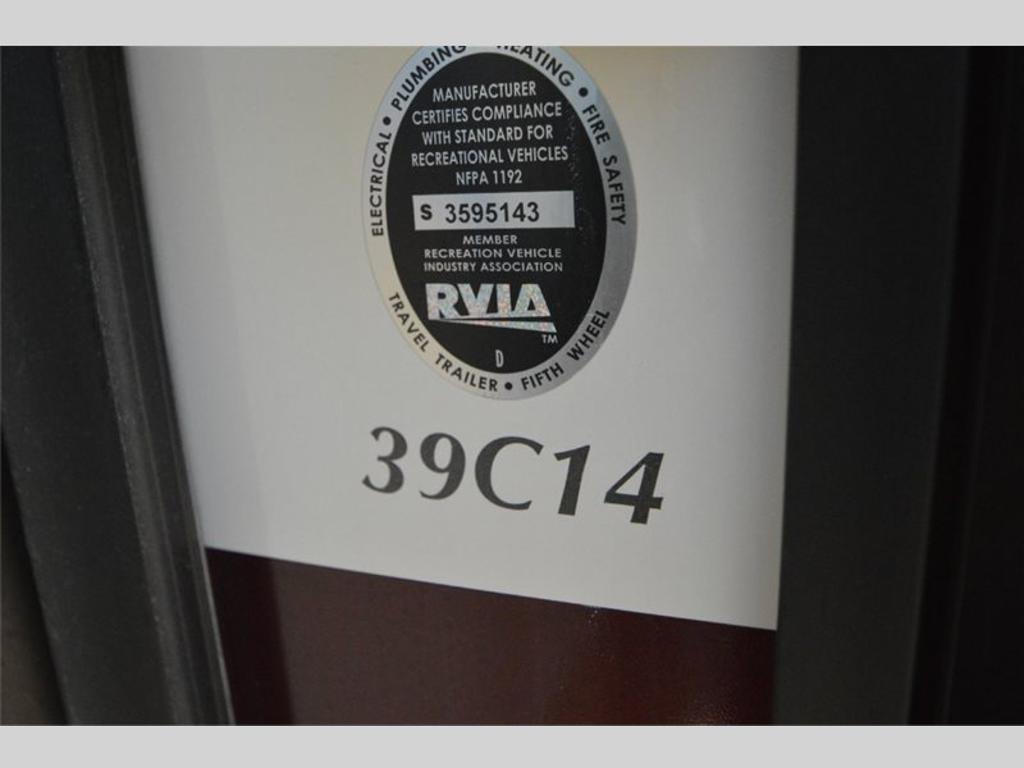 ELECTRICAL • PLUMBING HEATING • FIRE SAFETY
MANUFACTURER
CERTIFIES COMPLIANCE
WITH STANDARD FOR
RECREATIONAL VEHICLES
NFPA 1192
S 3595143
MEMBER
RECREATION VEHICLE
INDUSTRY ASSOCIATION
RVIA
TM
D
TRAVEL TRAILER • FIFTH WHEEL
39C14